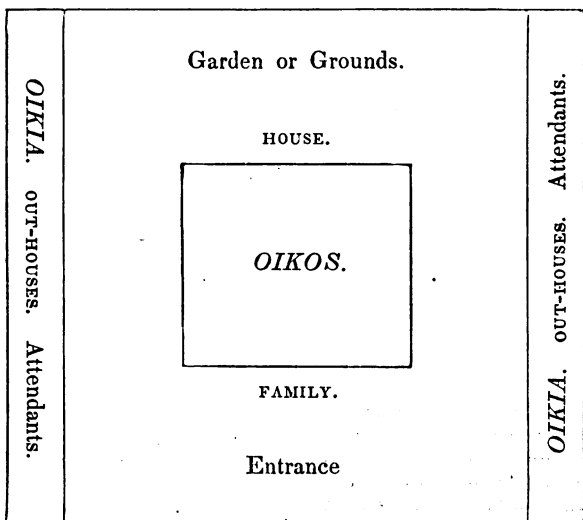 OIKIA. OUT-HOUSES. Attendants.
Garden or Grounds.
HOUSE.
OIKOS.
FAMILY.
Entrance
OIKIA. OUT-HOUSES. Attendants.